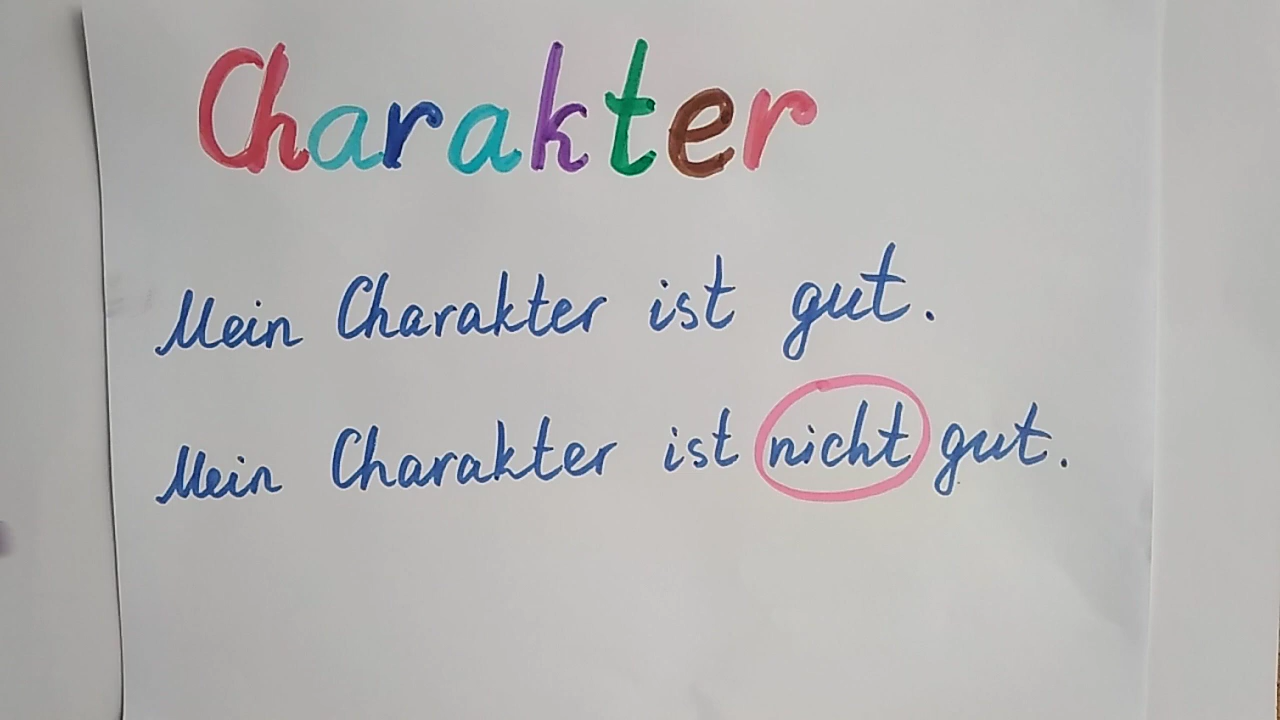 Charakter
Mein Charakter ist gut.
Mein Charakter ist nicht gut.